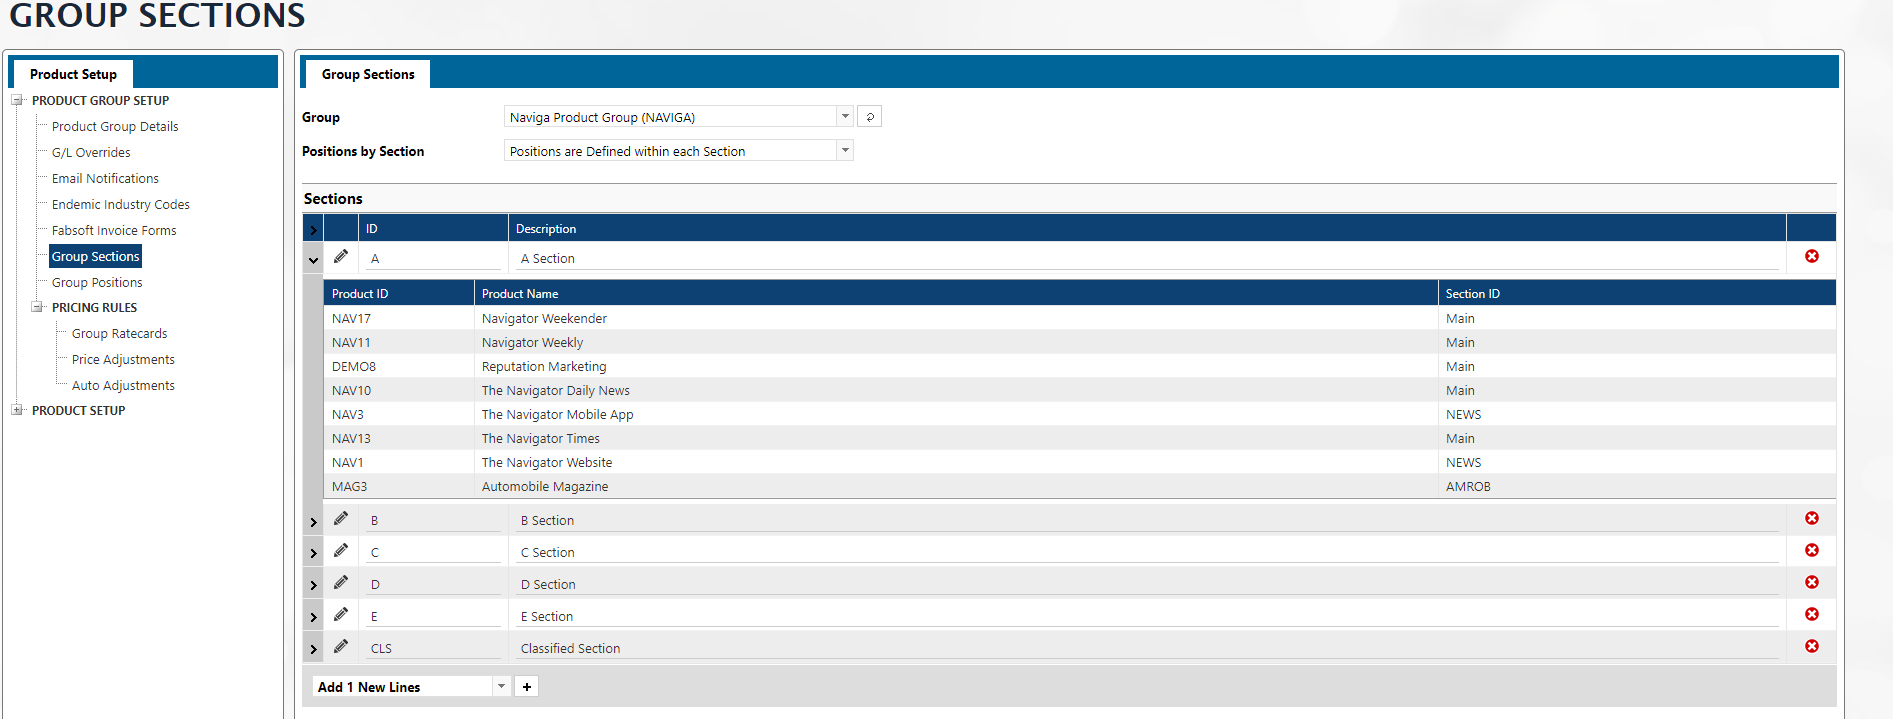 GROUP SECTIONS
Product Setup
PRODUCT GROUP SETUP
Product Group Details
G/L Overrides
Email Notifications
Endemic Industry Codes
Fabsoft Invoice Forms
Group Sections
Group Positions
PRICING RULES
Group Ratecards
Price Adjustments
Auto Adjustments
PRODUCT SETUP
Group Sections
Group Naviga Product Group (NAVIGA)
Positions by Section Positions are Defined within each Section
Sections
ID Description
A A Section
Product ID Product Name Section ID
NAV17 Navigator Weekender Main
NAV11 Navigator Weekly Main
DEMO8 Reputation Marketing Main
NAV10 The Navigator Daily News Main
NAV3 The Navigator Mobile App NEWS
NAV13 The Navigator Times Main
NAV1 The Navigator Website NEWS
MAG3 Automobile Magazine AMROB
B B Section
C C Section
D D Section
E E Section
CLS Classified Section
Add 1 New Lines